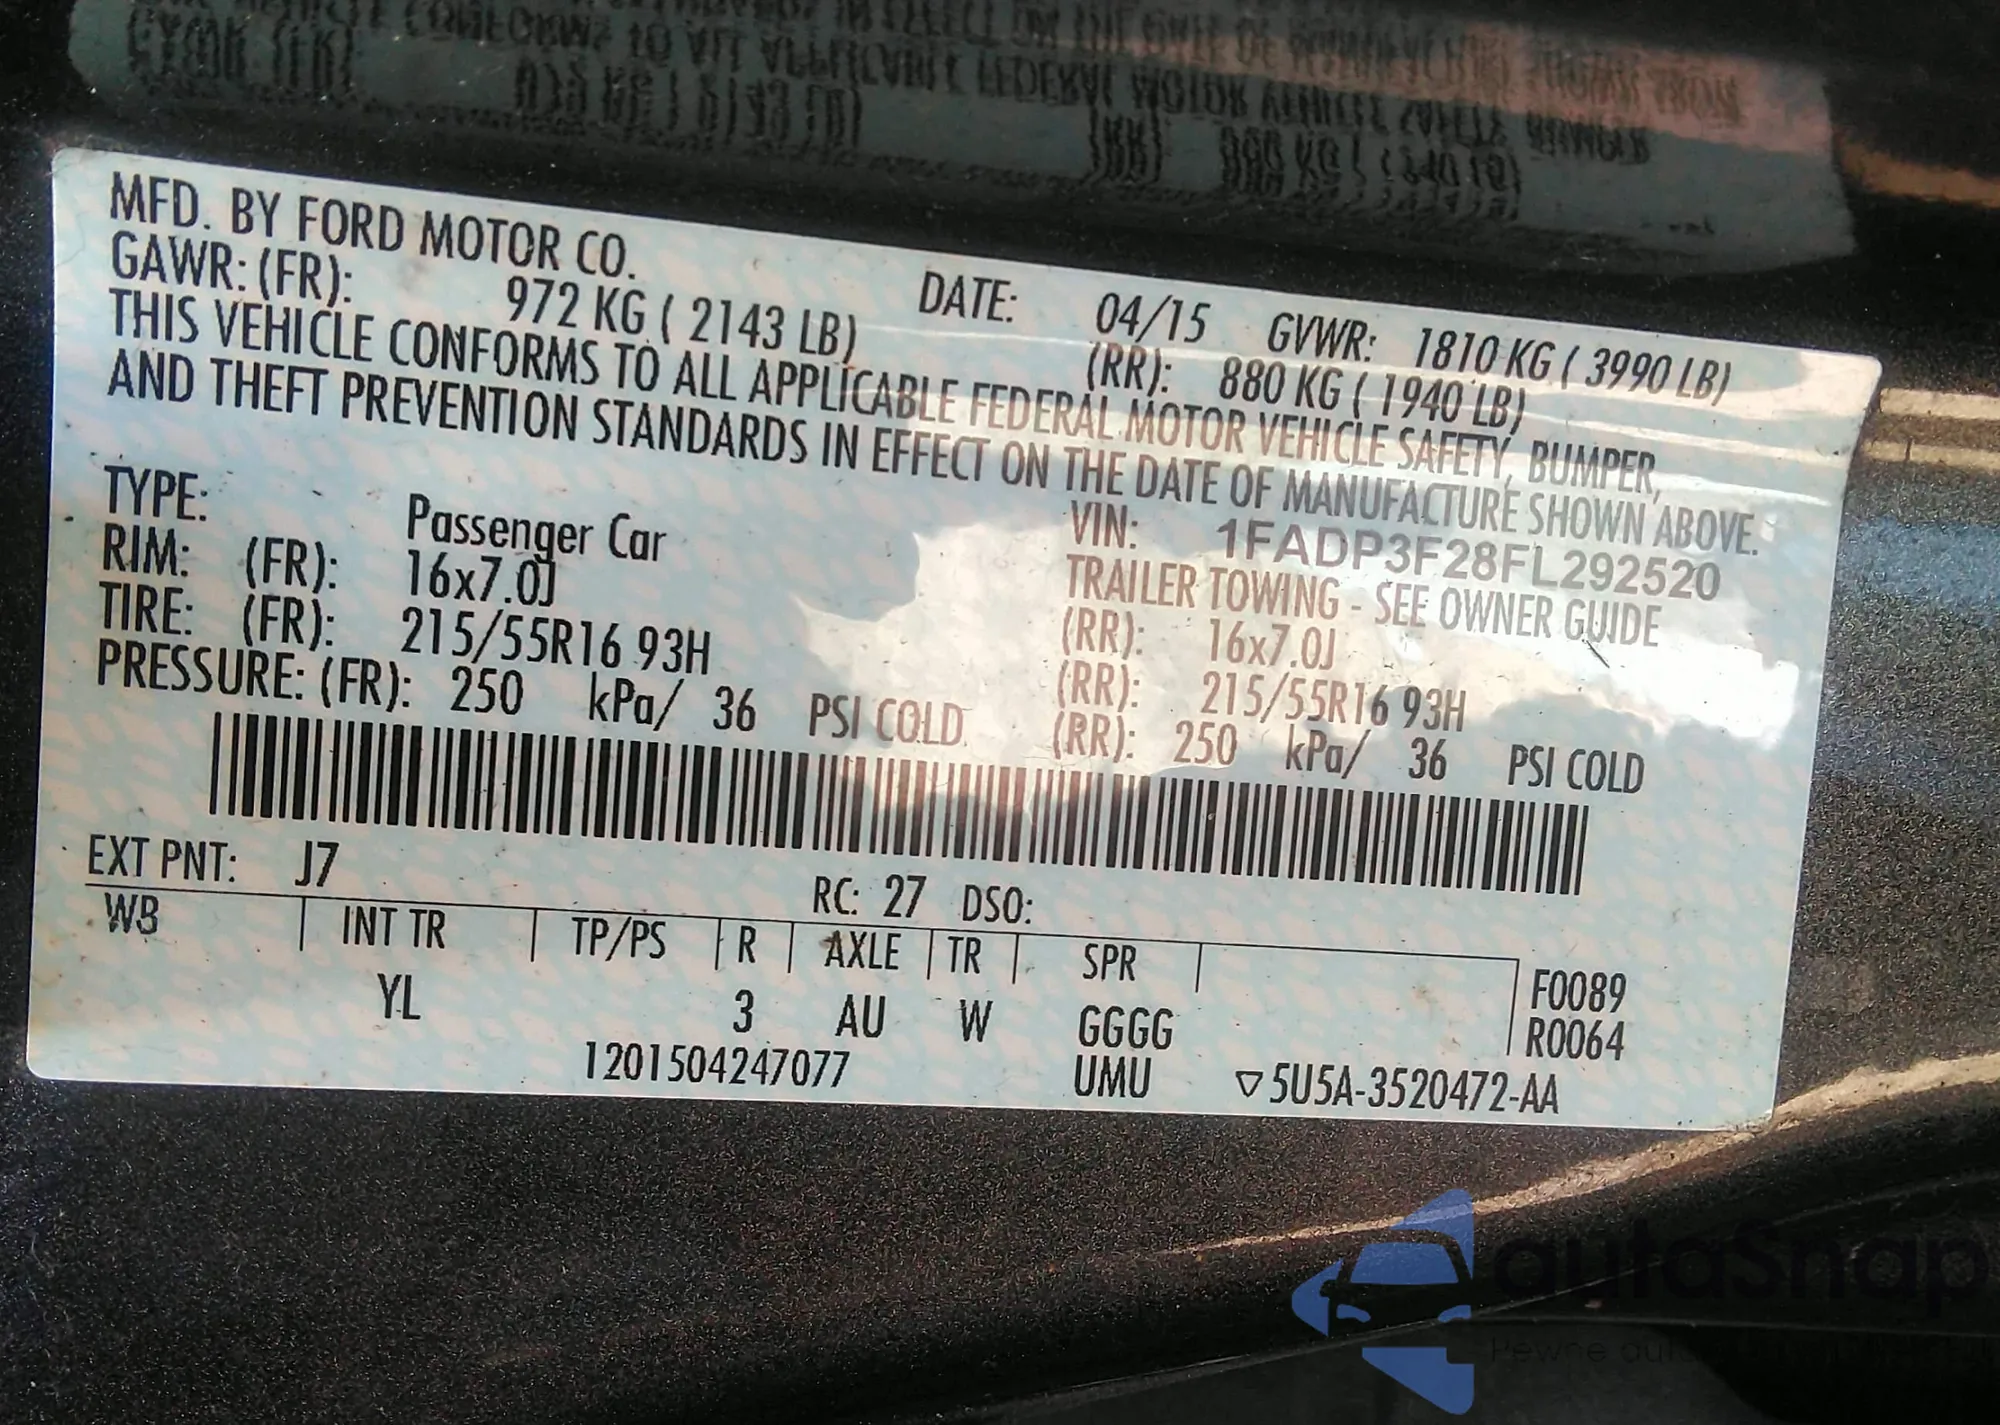 MFD. BY FORD MOTOR CO. DATE: 04/15 GVWR: 1810 KG ( 3990 LB)
GAWR: (FR): 972 KG ( 2143 LB) (RR): 880 KG ( 1940 LB)
THIS VEHICLE CONFORMS TO ALL APPLICABLE FEDERAL MOTOR VEHICLE SAFETY, BUMPER,
AND THEFT PREVENTION STANDARDS IN EFFECT ON THE DATE OF MANUFACTURE SHOWN ABOVE.
VIN: 1FADP3F28FL292520
TYPE: Passenger Car TRAILER TOWING - SEE OWNER GUIDE
RIM: (FR): 16x7.0J (RR): 16x7.0J
TIRE: (FR): 215/55R16 93H (RR): 215/55R16 93H
PRESSURE: (FR): 250 kPa/ 36 PSI COLD (RR): 250 kPa/ 36 PSI COLD
EXT PNT: J7 RC: 27 DSO:
WB INT TR TP/PS R AXLE TR SPR F0089
YL 3 AU W GGGG R0064
1201504247077 UMU ▽5U5A-3520472-AA
autoSnap